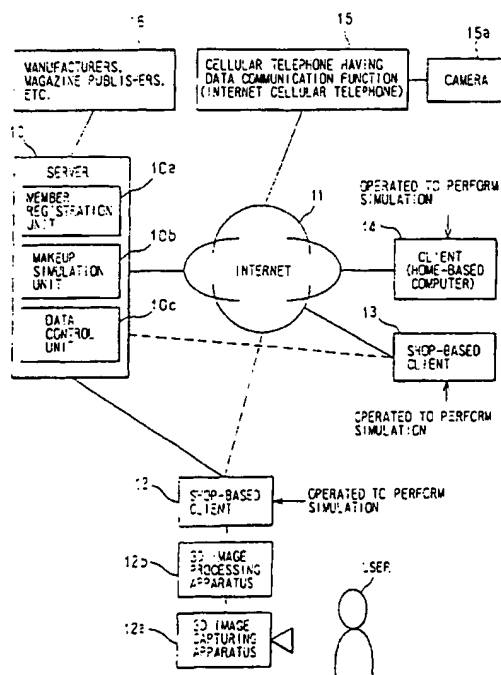 16
MANUFACTURERS,
MAGAZINE PUBLIS-ERS,
ETC.
15
CELLULAR TELEPHONE HAVING
DATA COMMUNICATION FUNCTION
(INTERNET CELLULAR TELEPHONE)
15a
CAMERA
10
SERVER
10a
MEMBER
REGISTRATION
UNIT
10b
MAKEUP
SIMULATION
UNIT
10c
DATA
CONTROL
UNIT
11
INTERNET
OPERATED TO PERFORM
SIMULATION
14
CLIENT
(HOME-BASED
COMPUTER)
13
SHOP-BASED
CLIENT
OPERATED TO PERFORM
SIMULATION
12
SHOP-BASED
CLIENT
OPERATED TO PERFORM
SIMULATION
12b
3D IMAGE
PROCESSING
APPARATUS
12a
3D IMAGE
CAPTURING
APPARATUS
USER